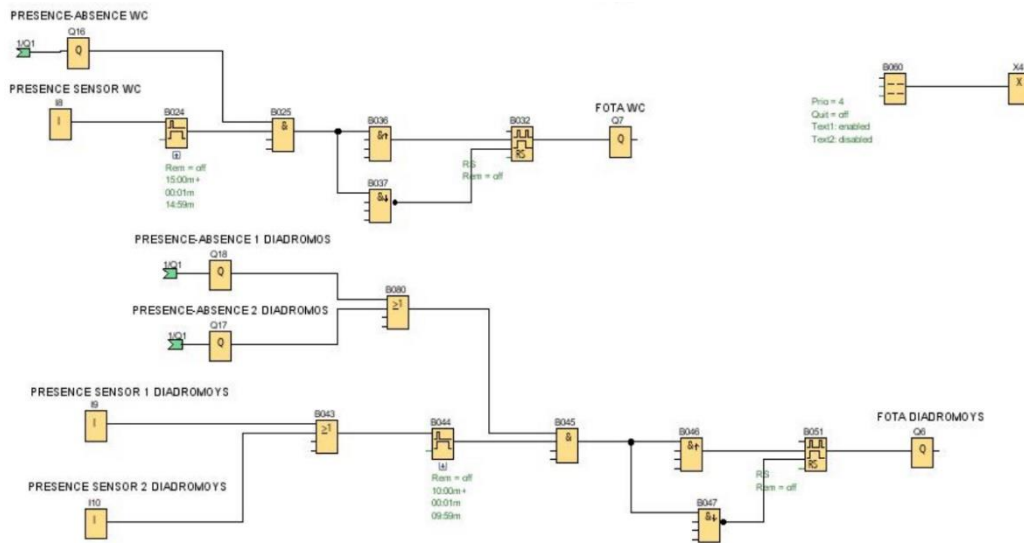 PRESENCE-ABSENCE WC
Q16
1/Q1
Q
B060
X4
X
PRESENCE SENSOR WC
I8
I
B024
B025
&
B036
&↑
B032
RS
FOTA WC
Q7
Q
Prio = 4
Quit = off
Text1: enabled
Text2: disabled
Rem = off
15:00m+
00:01m
14:59m
B037
&↓
RS
Rem = off
PRESENCE-ABSENCE 1 DIADROMOS
Q18
1/Q1
Q
B080
≥1
PRESENCE-ABSENCE 2 DIADROMOS
Q17
1/Q1
Q
PRESENCE SENSOR 1 DIADROMOYS
I9
I
B043
≥1
B044
B045
&
B046
&↑
B051
RS
FOTA DIADROMOYS
Q6
Q
Rem = off
10:00m+
00:01m
09:59m
RS
Rem = off
PRESENCE SENSOR 2 DIADROMOYS
I10
I
B047
&↓